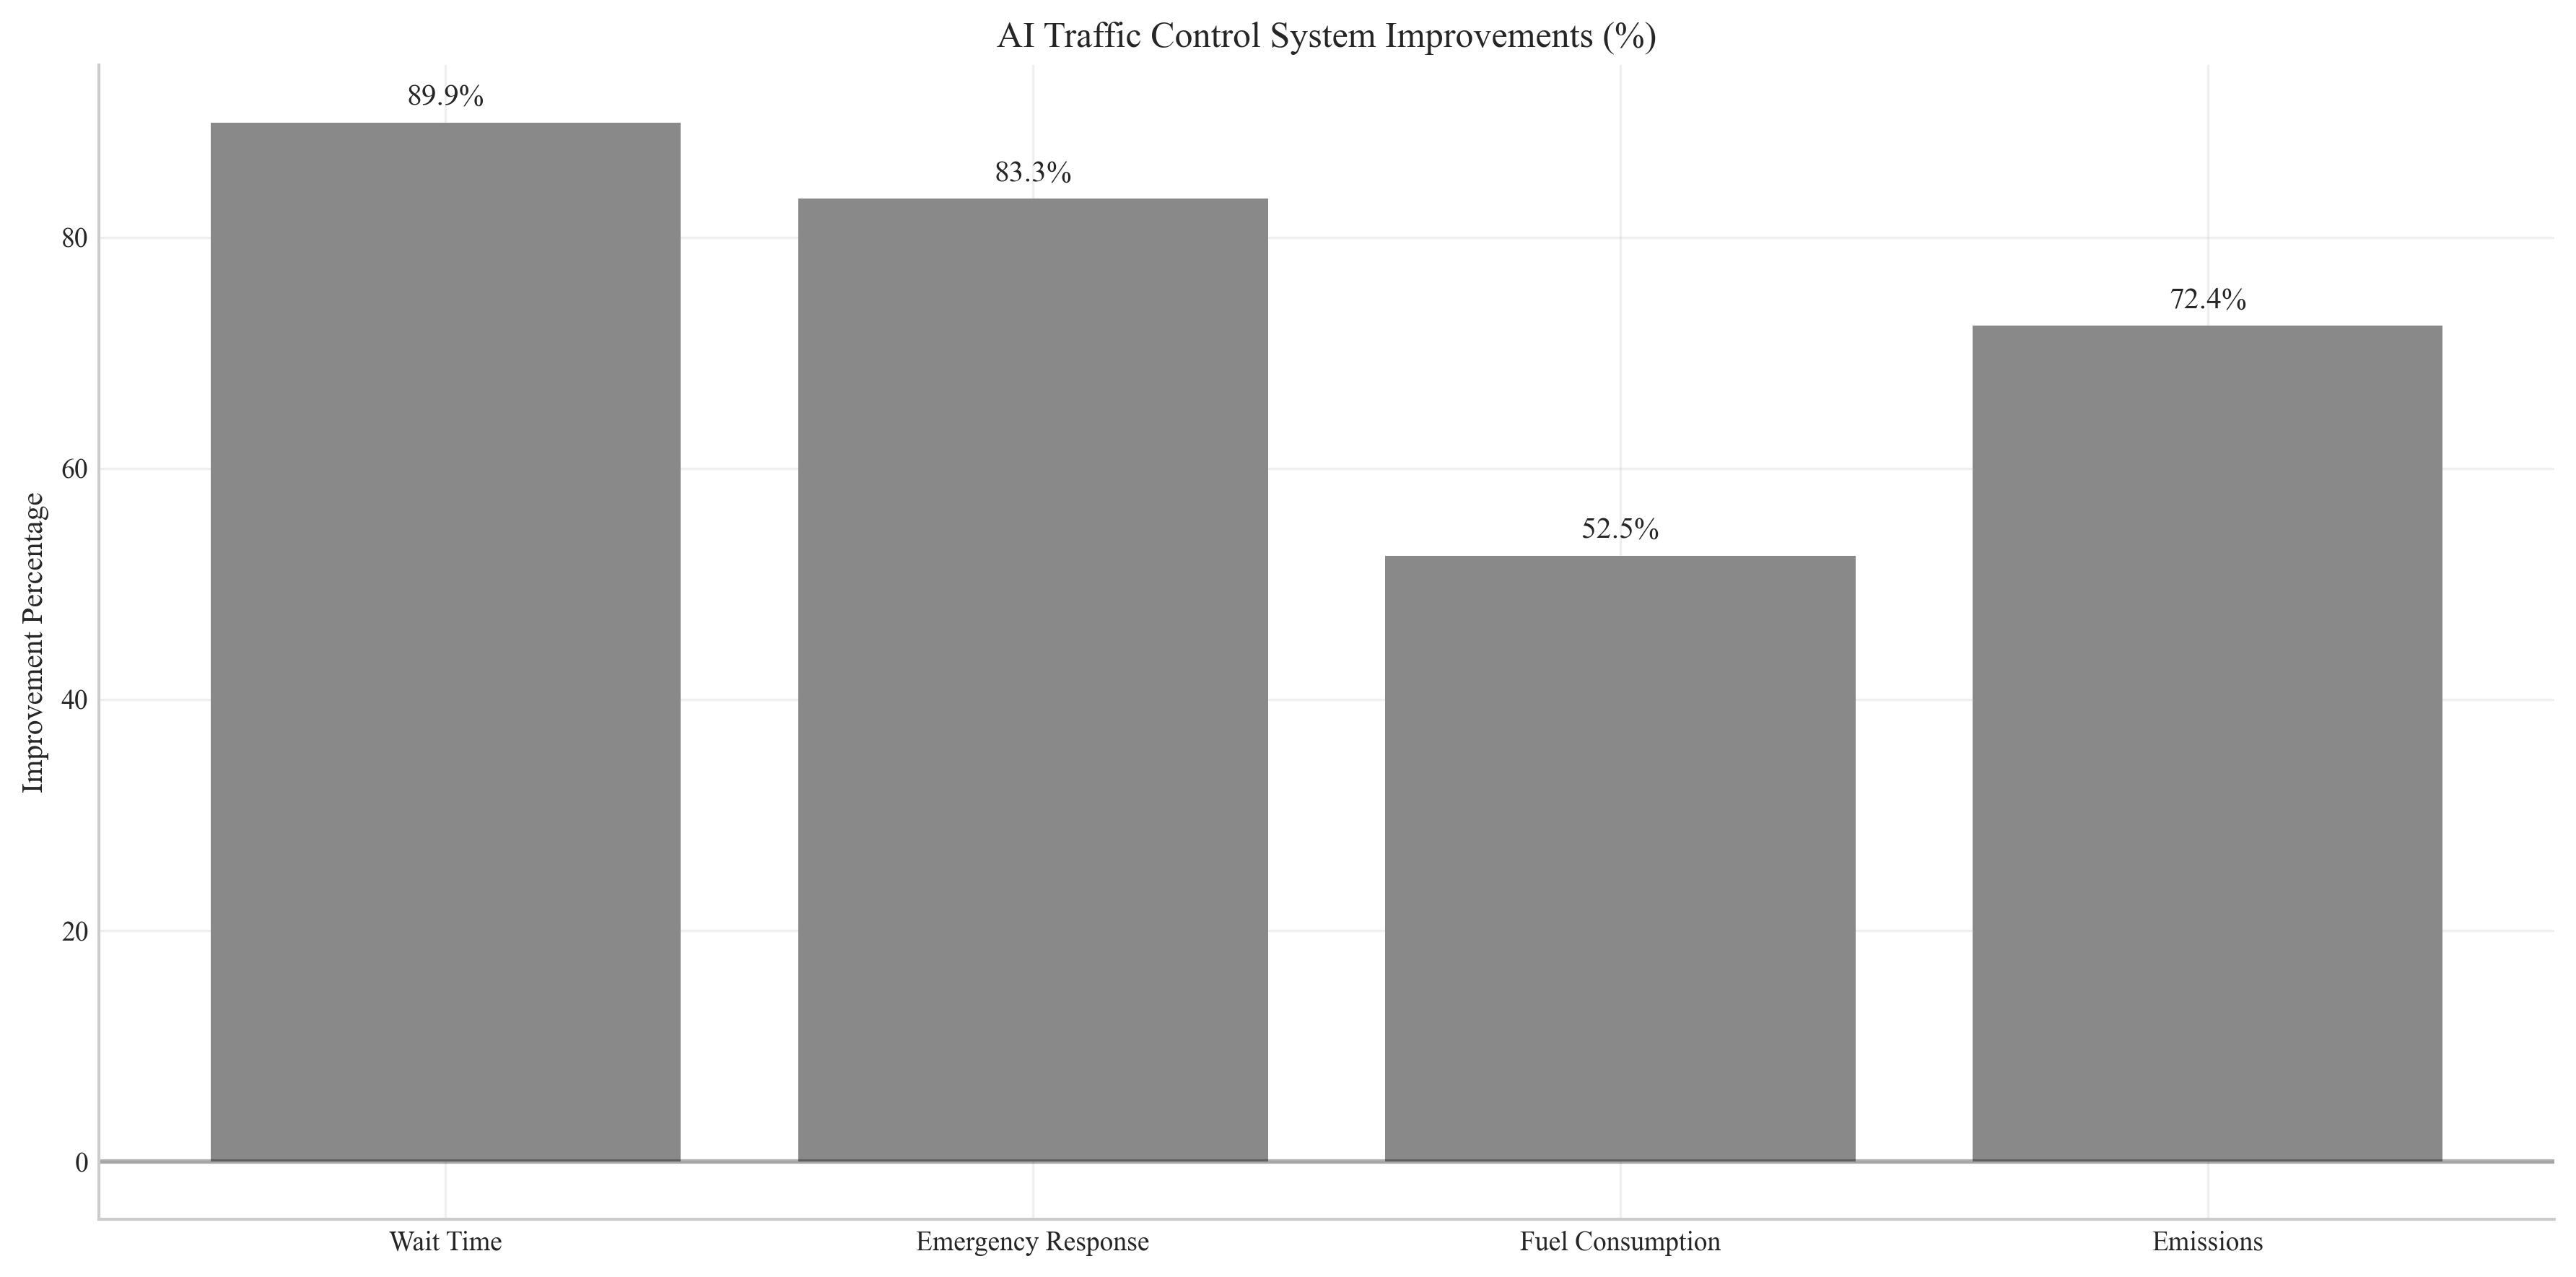 AI Traffic Control System Improvements (%)
89.9%
83.3%
72.4%
52.5%
Improvement Percentage
80
60
40
20
0
Wait Time
Emergency Response
Fuel Consumption
Emissions